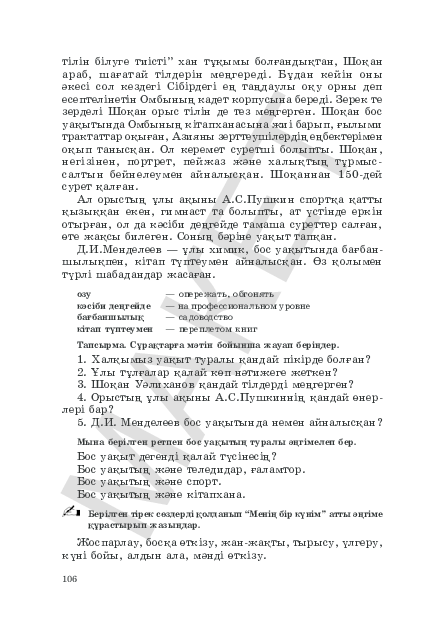 тілін білуге тиісті” хан тұқымы болғандықтан, Шоқан
араб, шағатай тілдерін меңгереді. Бұдан кейін оны
әкесі сол кездегі Сібірдегі ең таңдаулы оқу орны деп
есептелінетін Омбының кадет корпусына береді. Зерек те
зерделі Шоқан орыс тілін де тез меңгерген. Шоқан бос
уақытында Омбының кітапханасына жиі барып, ғылыми
трактаттар оқыған, Азияны зерттеушілердің еңбектерімен
оқып танысқан. Ол керемет суретші болыпты. Шоқан,
негізінен, портрет, пейжаз және халықтың тұрмыс-
салтын бейнелеумен айналысқан. Шоқаннан 150-дей
сурет қалған.
Ал орыстың ұлы ақыны А.С.Пушкин спортқа қатты
қызыққан екен, гимнаст та болыпты, ат үстінде еркін
отырған, ол да кәсіби деңгейде тамаша суреттер салған,
өте жақсы билеген. Соның бәріне уақыт тапқан.
Д.И.Менделеев — ұлы химик, бос уақытында бағбан-
шылықпен, кітап түптеумен айналысқан. Өз қолымен
түрлі шабадандар жасаған.
озу — опережать, обгонять
кәсіби деңгейде — на профессиональном уровне
бағбаншылық — садоводство
кітап түптеумен — переплетом книг
Тапсырма. Сұрақтарға мәтін бойынша жауап беріңдер.
1. Халқымыз уақыт туралы қандай пікірде болған?
2. Ұлы тұлғалар қалай көп нәтижеге жеткен?
3. Шоқан Уәлиханов қандай тілдерді меңгерген?
4. Орыстың ұлы ақыны А.С.Пушкиннің қандай өнер-
лері бар?
5. Д.И. Менделеев бос уақытында немен айналысқан?
Мына берілген ретпен бос уақытың туралы әңгімелеп бер.
Бос уақыт дегенді қалай түсінесің?
Бос уақытың және теледидар, ғаламтор.
Бос уақытың және спорт.
Бос уақытың және кітапхана.
Берілген тірек сөздерді қолданып “Менің бір күнім” атты әңгіме
құрастырып жазыңдар.
Жоспарлау, босқа өткізу, жан-жақты, тырысу, үлгеру,
күні бойы, алдын ала, мәнді өткізу.
106
МАКЕТ